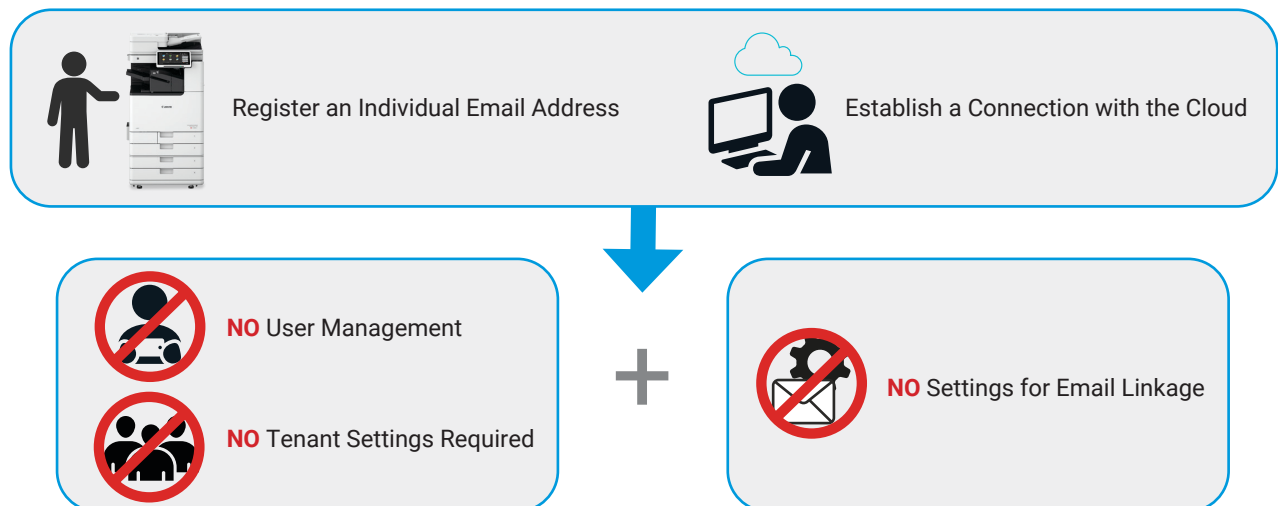 Register an Individual Email Address
Establish a Connection with the Cloud
NO User Management
NO Tenant Settings Required
NO Settings for Email Linkage